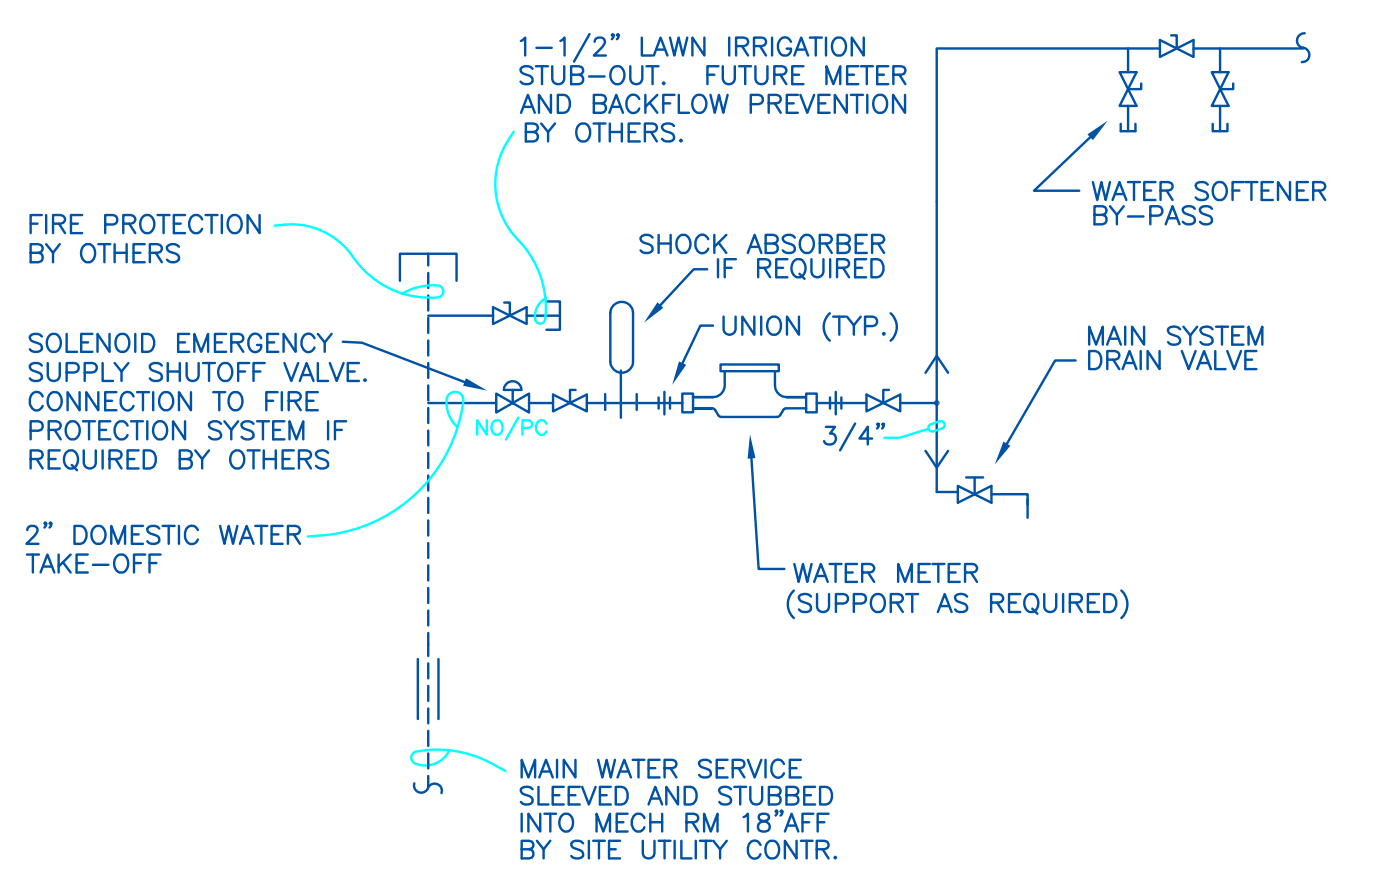 1-1/2" LAWN IRRIGATION
STUB-OUT. FUTURE METER
AND BACKFLOW PREVENTION
BY OTHERS.
WATER SOFTENER
BY-PASS
FIRE PROTECTION
BY OTHERS
SHOCK ABSORBER
IF REQUIRED
UNION (TYP.)
MAIN SYSTEM
DRAIN VALVE
SOLENOID EMERGENCY
SUPPLY SHUTOFF VALVE.
CONNECTION TO FIRE
PROTECTION SYSTEM IF
REQUIRED BY OTHERS
NO/PC
3/4"
2" DOMESTIC WATER
TAKE-OFF
WATER METER
(SUPPORT AS REQUIRED)
MAIN WATER SERVICE
SLEEVED AND STUBBED
INTO MECH RM 18"AFF
BY SITE UTILITY CONTR.